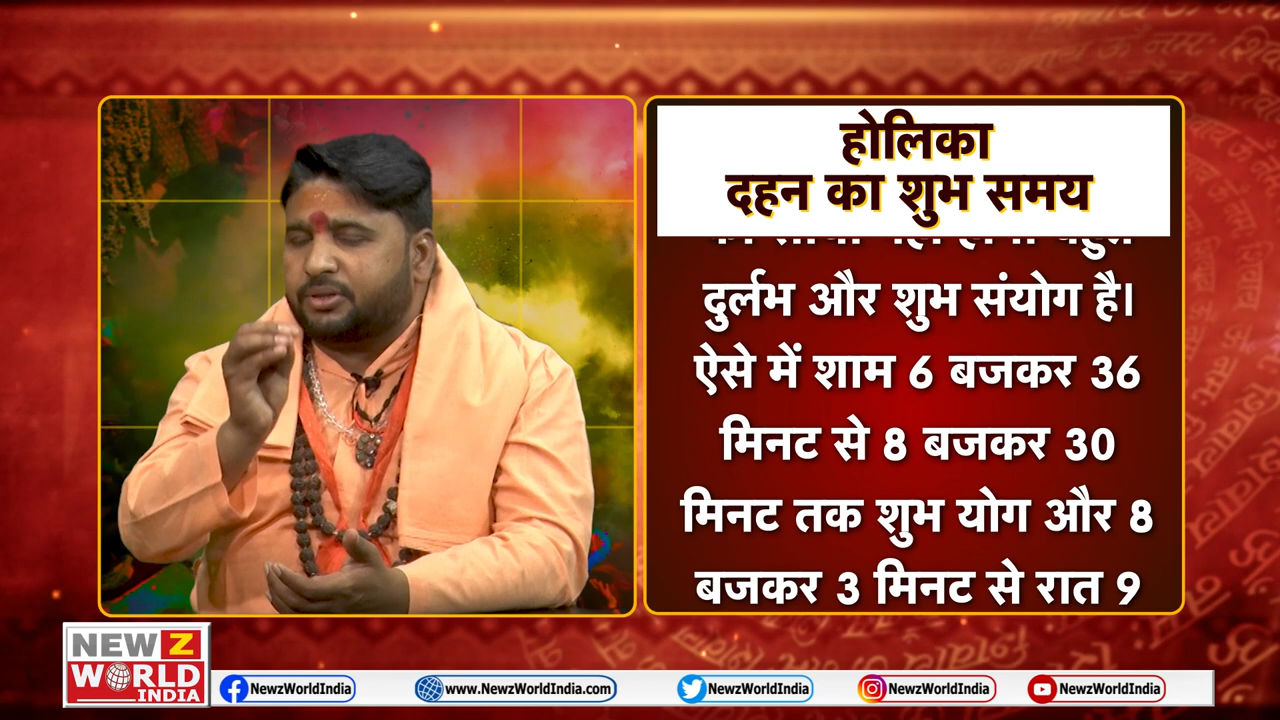 होलिका
दहन का शुभ समय
दुर्लभ और शुभ संयोग है।
ऐसे में शाम 6 बजकर 36
मिनट से 8 बजकर 30
मिनट तक शुभ योग और 8
बजकर 3 मिनट से रात 9
NEWZ
WORLD
INDIA
NewzWorldIndia
www.NewzWorldIndia.com
NewzWorldIndia
NewzWorldIndia
NewzWorldIndia